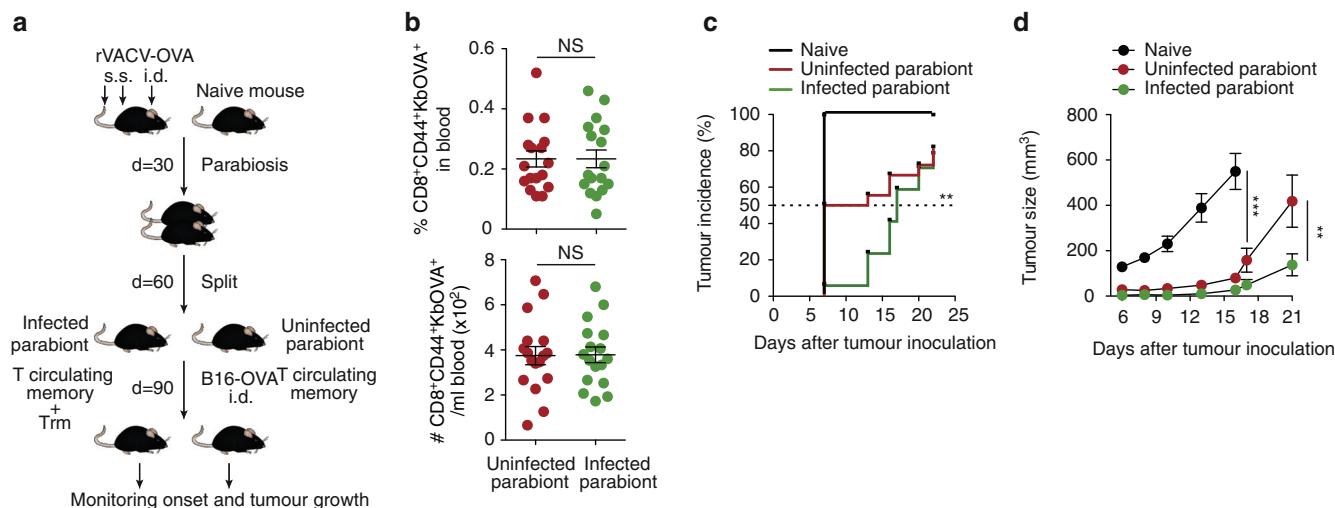 a
rVACV-OVA
s.s. i.d.
Naive mouse
d=30 Parabiosis
d=60 Split
Infected parabiont
Uninfected parabiont
T circulating memory + Trm
d=90
B16-OVA i.d.
T circulating memory
Monitoring onset and tumour growth
b
% CD8⁺CD44⁺KbOVA⁺ in blood
NS
0.6
0.4
0.2
0
# CD8⁺CD44⁺KbOVA⁺ /ml blood (x10²)
NS
8
6
4
2
0
Uninfected parabiont
Infected parabiont
c
Naive
Uninfected parabiont
Infected parabiont
Tumour incidence (%)
100
80
60
50
50
40
20
0
**
0 5 10 15 20 25
Days after tumour inoculation
d
Naive
Uninfected parabiont
Infected parabiont
Tumour size (mm³)
800
600
400
200
0
***
**
6 9 12 15 18 21
Days after tumour inoculation